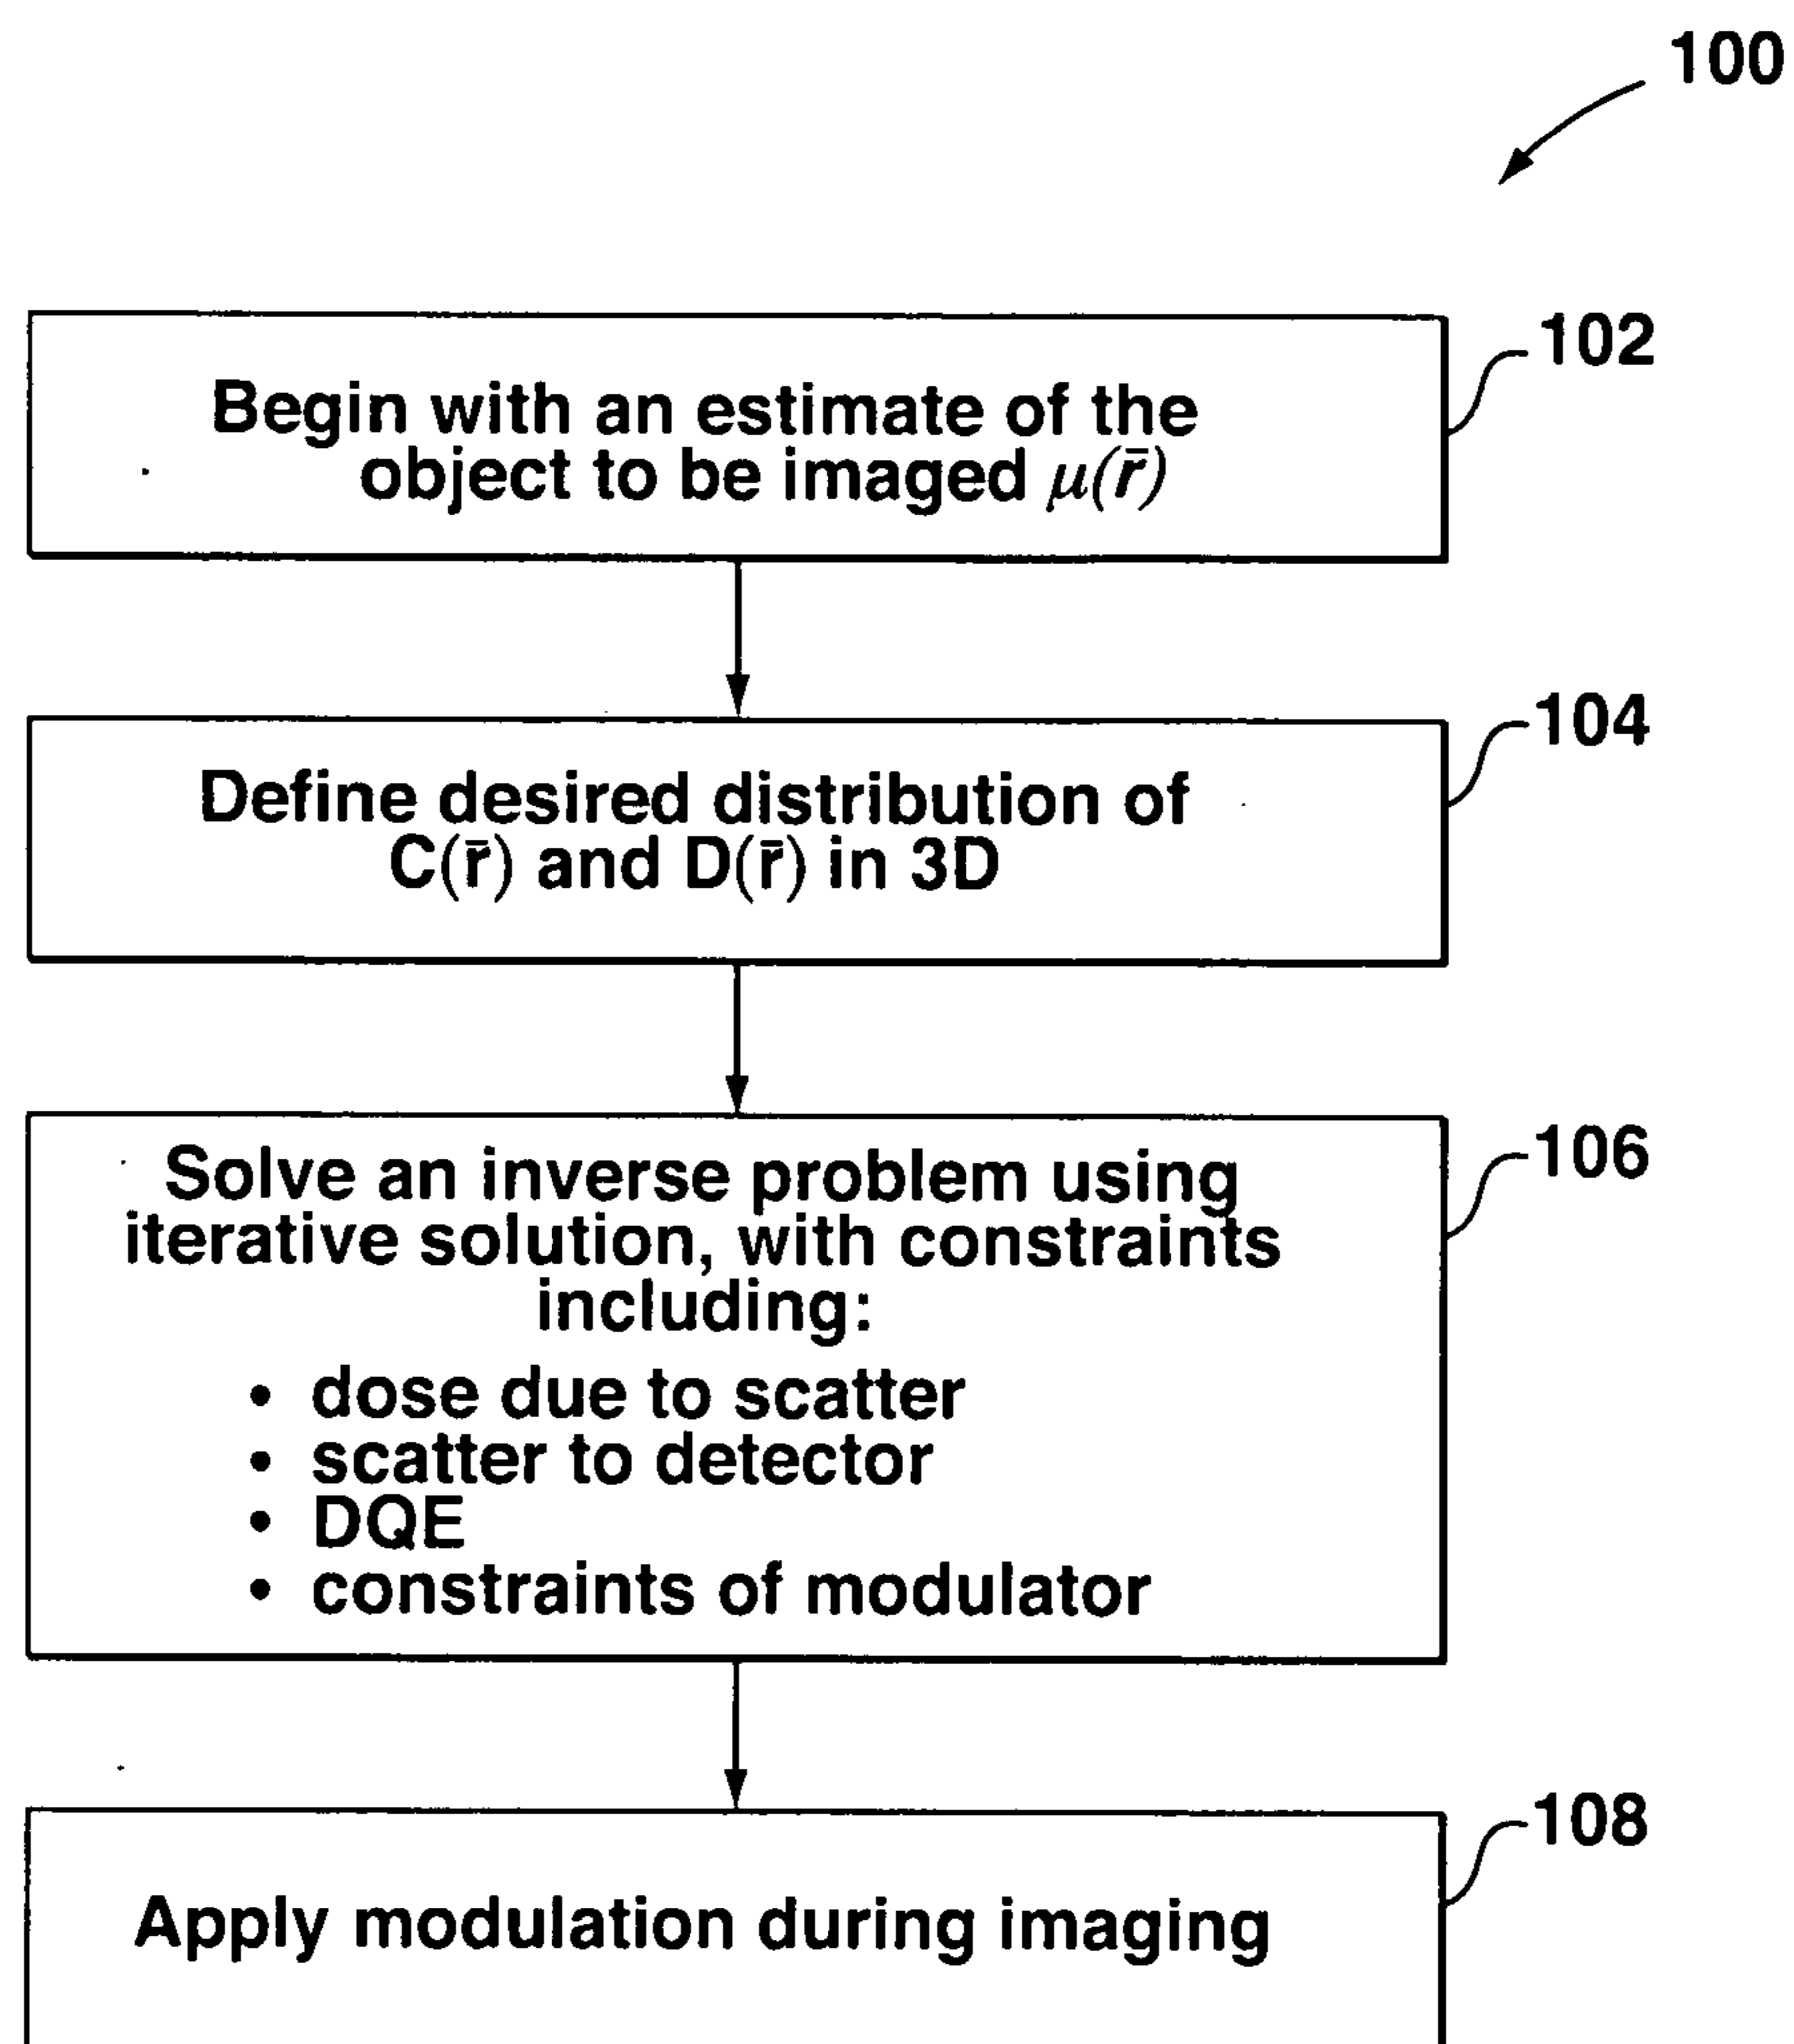 100
102
Begin with an estimate of the
object to be imaged μ(r̄)
104
Define desired distribution of
C(r̄) and D(r̄) in 3D
106
Solve an inverse problem using
iterative solution, with constraints
including:
• dose due to scatter
• scatter to detector
• DQE
• constraints of modulator
108
Apply modulation during imaging